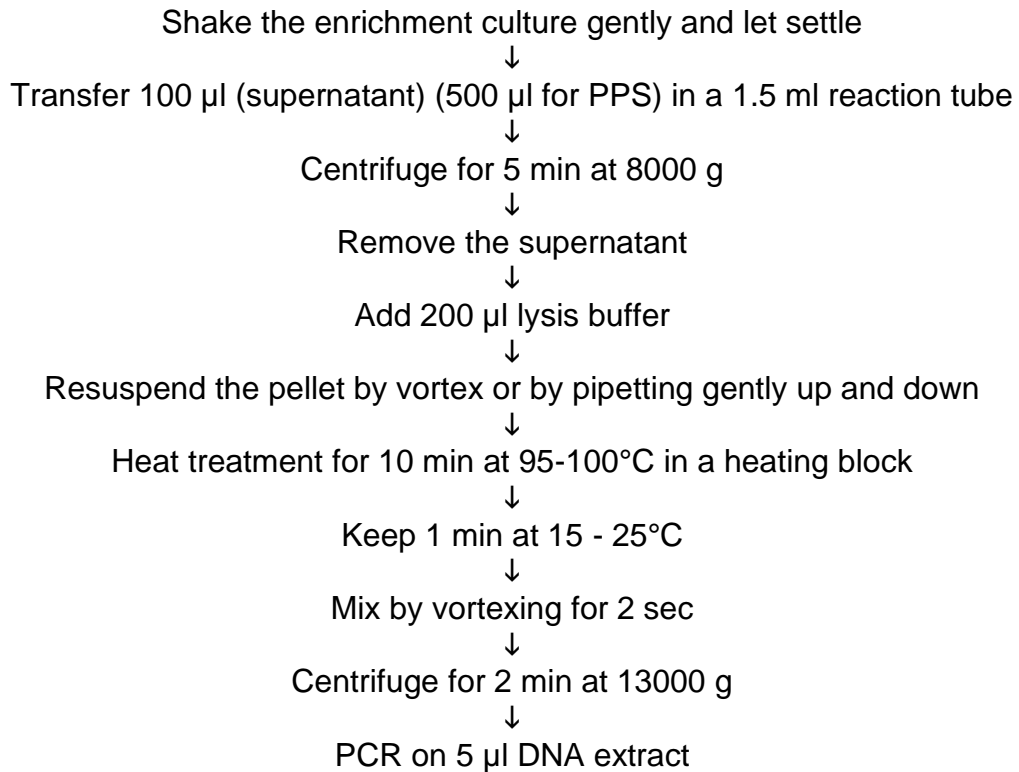 Shake the enrichment culture gently and let settle
↓
Transfer 100 µl (supernatant) (500 µl for PPS) in a 1.5 ml reaction tube
↓
Centrifuge for 5 min at 8000 g
↓
Remove the supernatant
↓
Add 200 µl lysis buffer
↓
Resuspend the pellet by vortex or by pipetting gently up and down
↓
Heat treatment for 10 min at 95-100°C in a heating block
↓
Keep 1 min at 15 - 25°C
↓
Mix by vortexing for 2 sec
↓
Centrifuge for 2 min at 13000 g
↓
PCR on 5 µl DNA extract